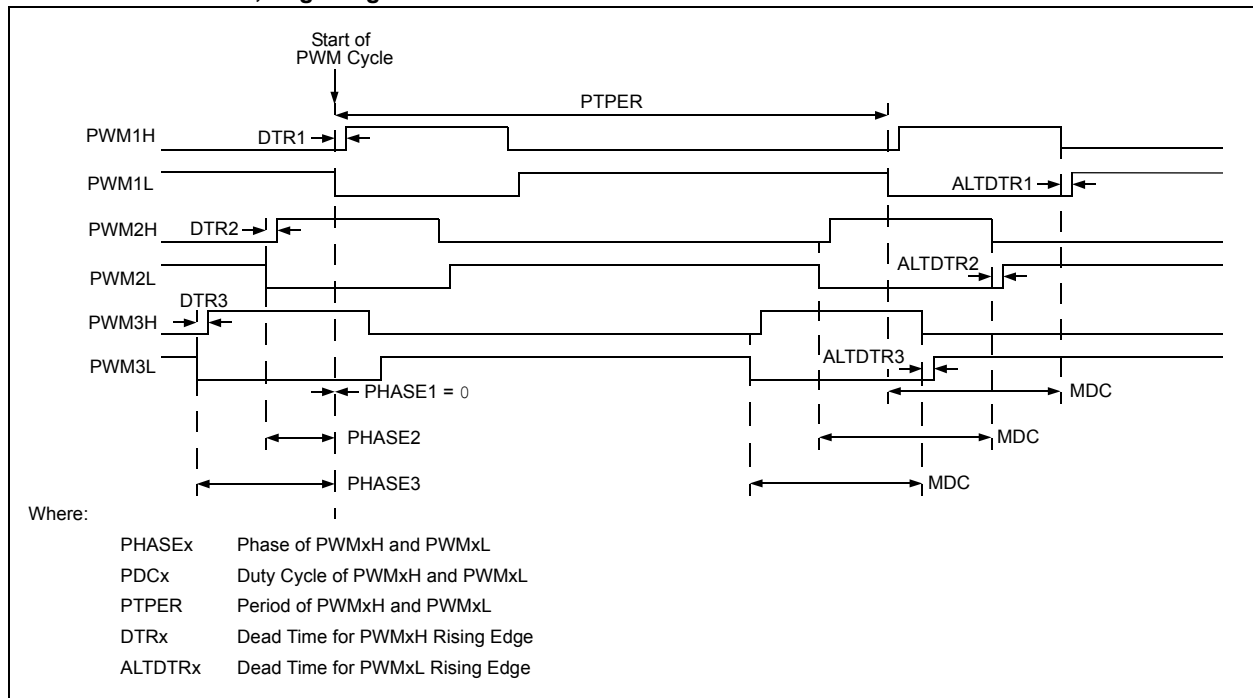 Start of
PWM Cycle
PTPER
PWM1H
DTR1
PWM1L
ALTDTR1
PWM2H
DTR2
PWM2L
ALTDTR2
DTR3
PWM3H
PWM3L
ALTDTR3
PHASE1 = 0
MDC
PHASE2
MDC
PHASE3
MDC
Where:
PHASEx Phase of PWMxH and PWMxL
PDCx Duty Cycle of PWMxH and PWMxL
PTPER Period of PWMxH and PWMxL
DTRx Dead Time for PWMxH Rising Edge
ALTDTRx Dead Time for PWMxL Rising Edge